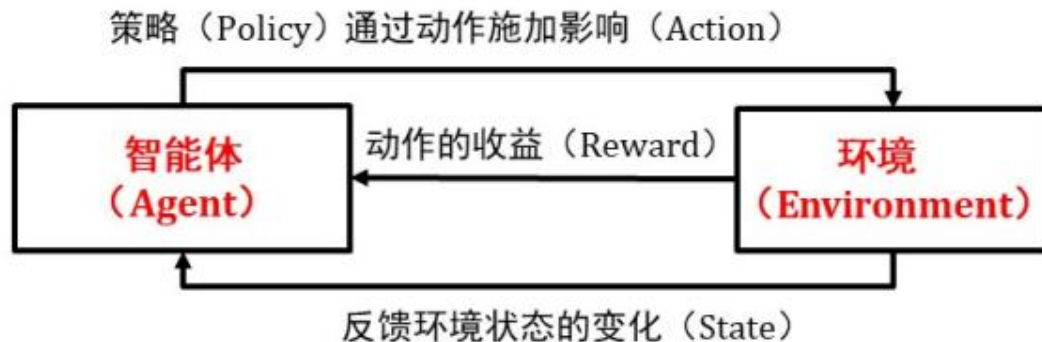 策略（Policy）通过动作施加影响（Action）
智能体
（Agent）
动作的收益（Reward）
环境
（Environment）
反馈环境状态的变化（State）